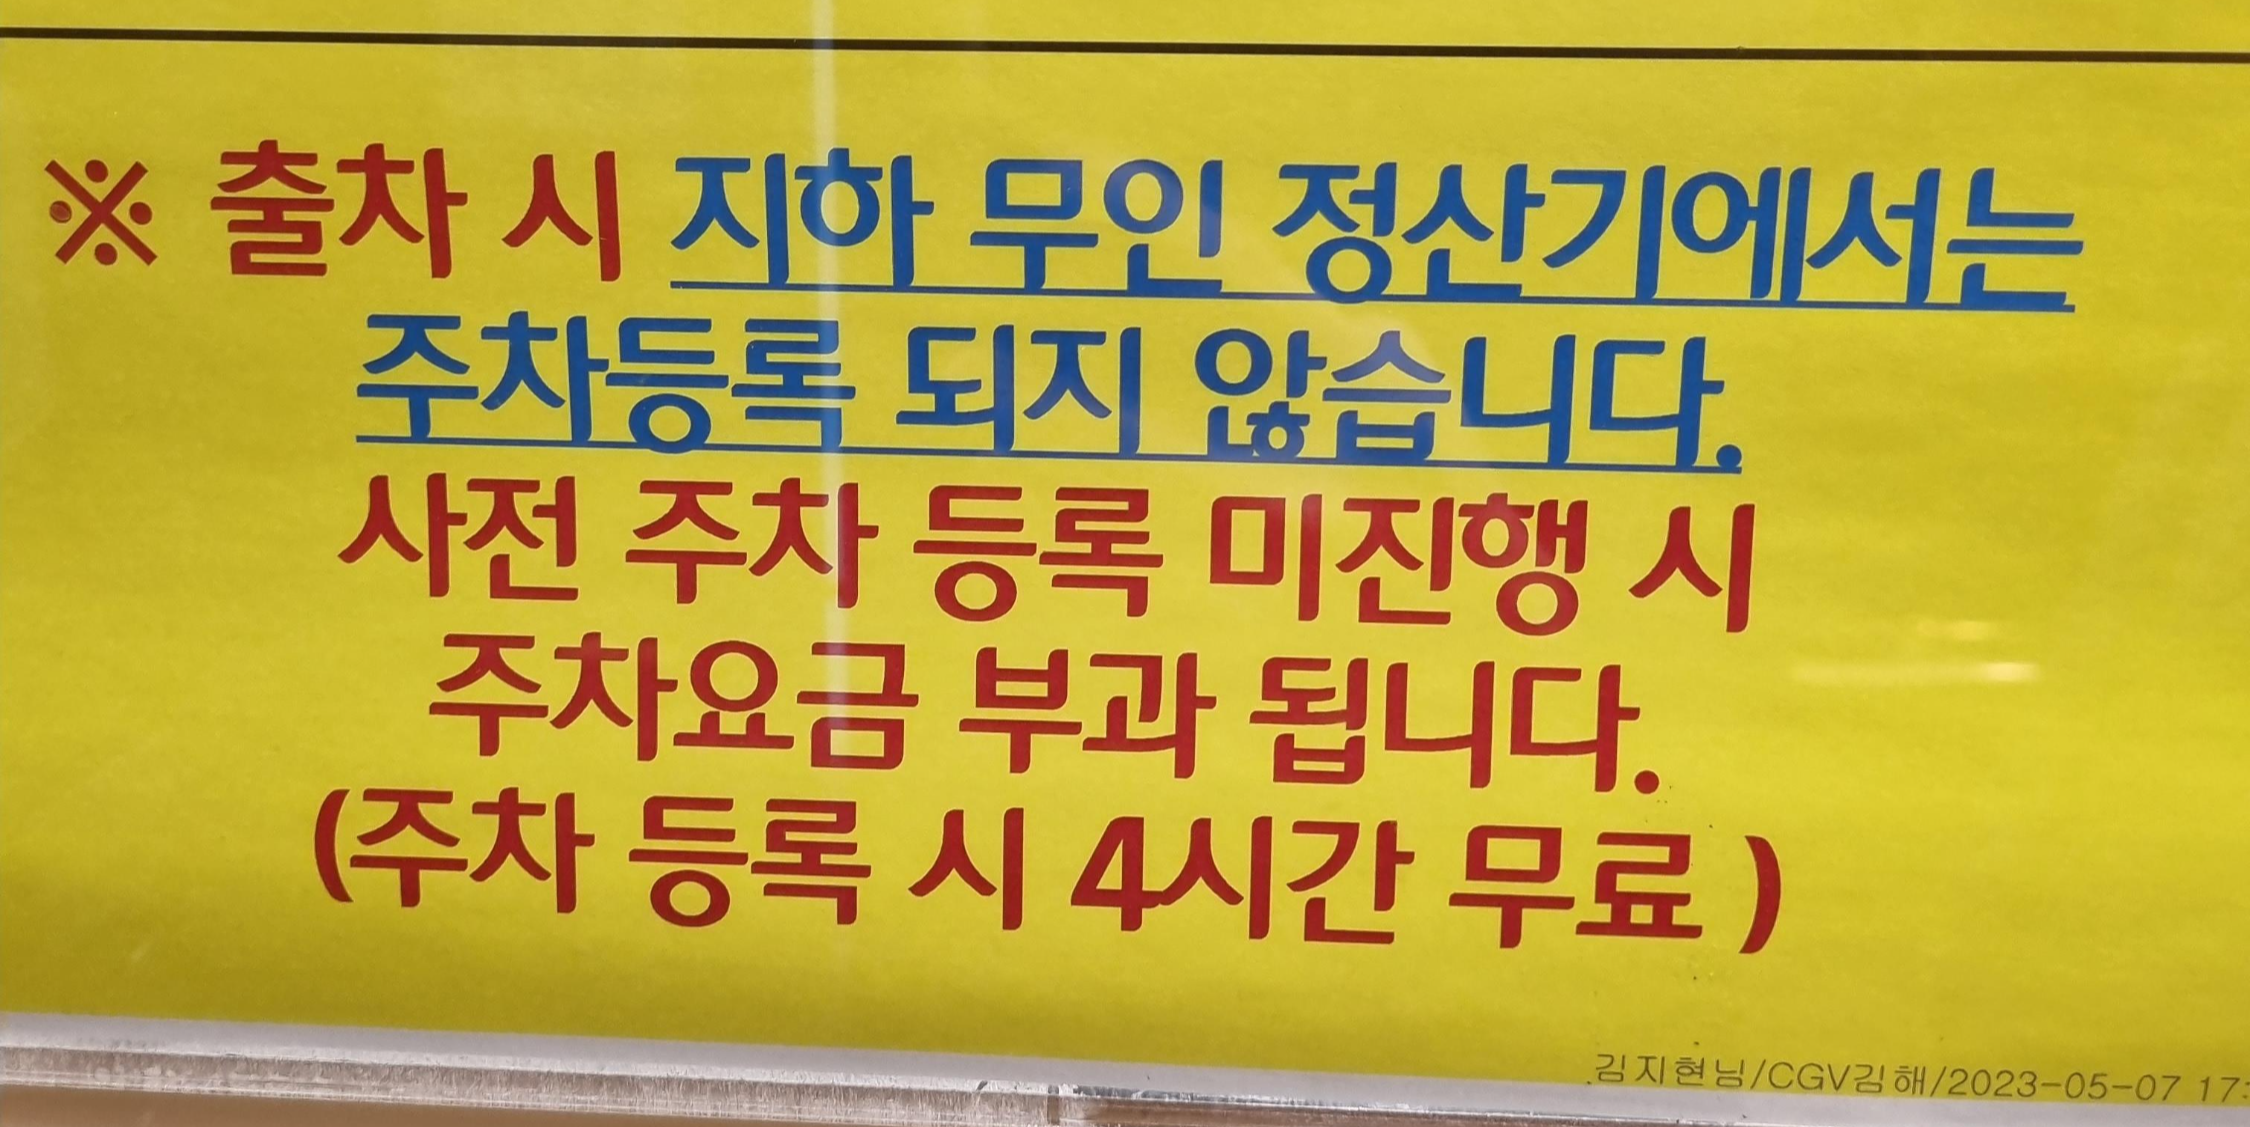 ※ 출차 시 지하 무인 정산기에서는
주차등록 되지 않습니다.
사전 주차 등록 미진행 시
주차요금 부과 됩니다.
(주차 등록 시 4시간 무료 )
김지현님/CGV김해/2023-05-07 17: